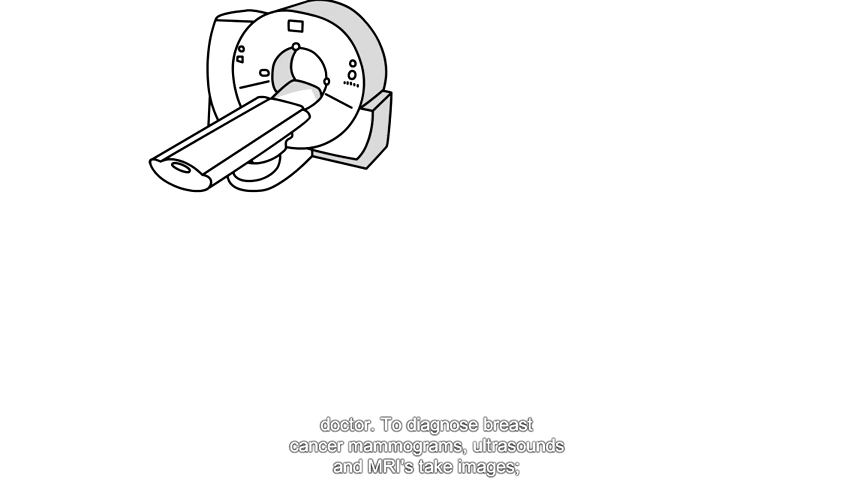 doctor. To diagnose breast
cancer mammograms, ultrasounds
and MRI's take images;